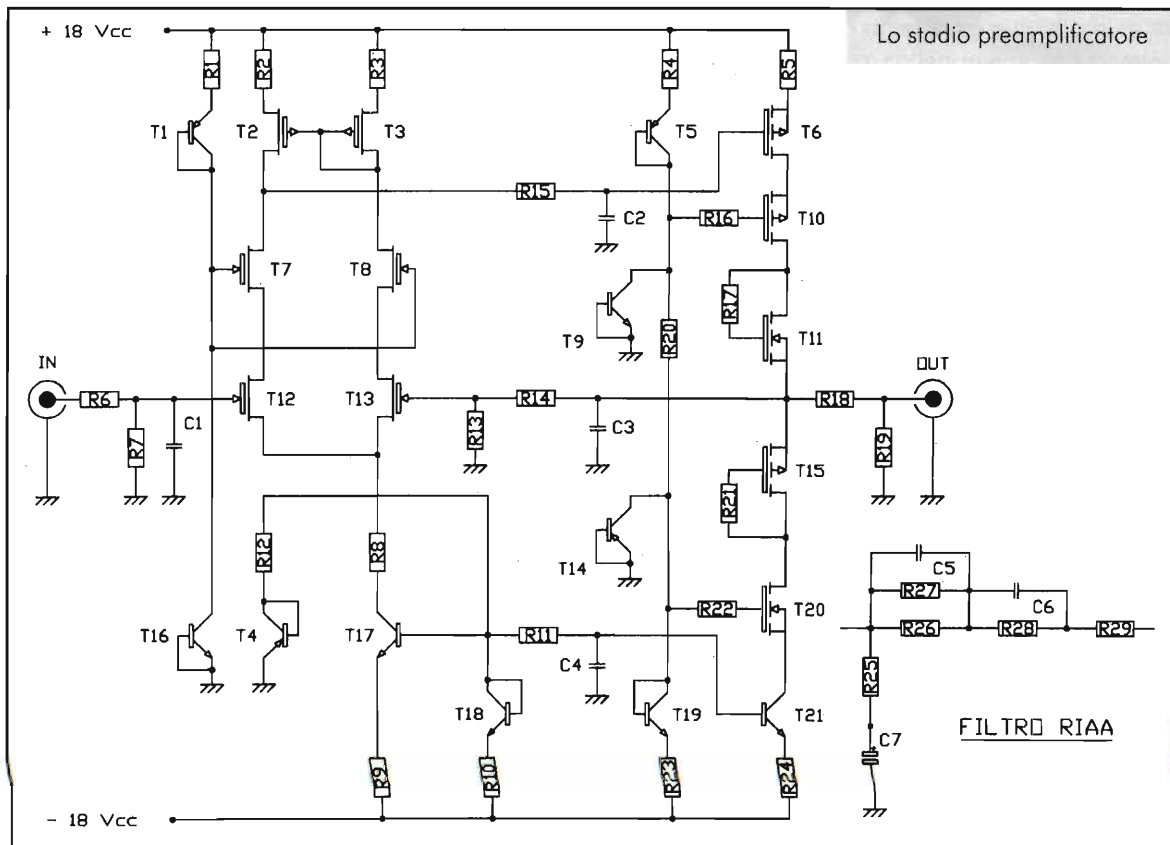 Lo stadio preamplificatore
+ 18 Vcc
R1
R2
R3
R4
R5
T1
T2
T3
T5
T6
R15
C2
R16
T10
T7
T8
R17
T9
R20
T11
IN
OUT
R6
T12
T13
R14
R18
R7
C1
R13
C3
R19
T15
R21
R12
R8
T14
C5
R27
C6
R22
T20
R26
R28
R29
T16
T4
T17
R11
C4
R25
T18
T19
T21
C7
FILTRO RIAA
R9
R10
R23
R24
- 18 Vcc